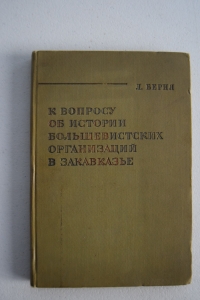 Л. БЕРИЯ
К ВОПРОСУ
ОБ ИСТОРИИ
БОЛЬШЕВИСТСКИХ
ОРГАНИЗАЦИЙ
В ЗАКАВКАЗЬЕ